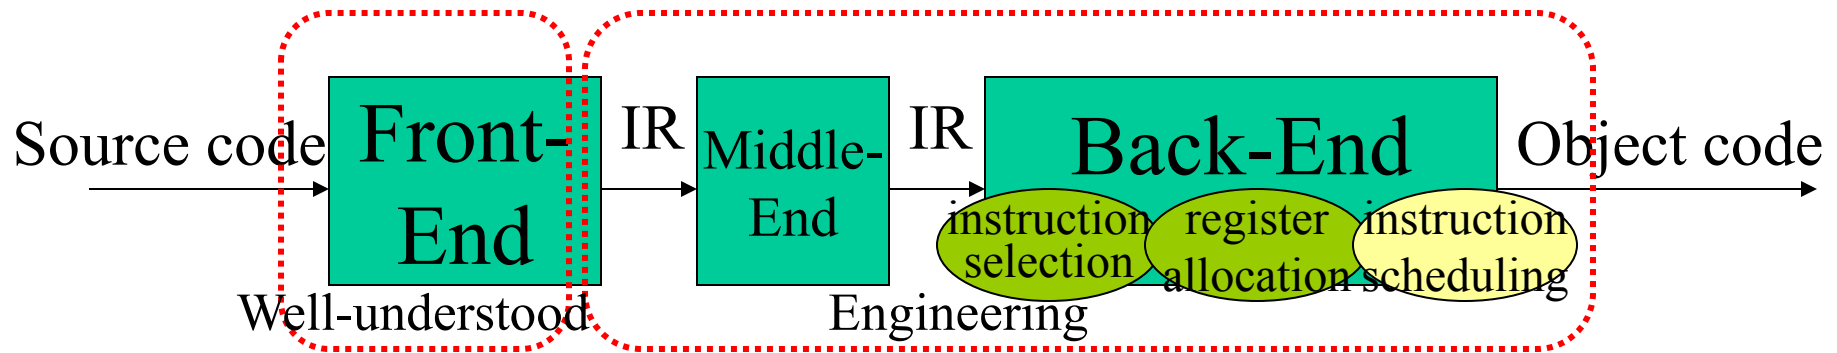 Source code
Front-
End
IR
Middle-
End
IR
Back-End
instruction
selection
register
allocation
instruction
scheduling
Object code
Well-understood
Engineering